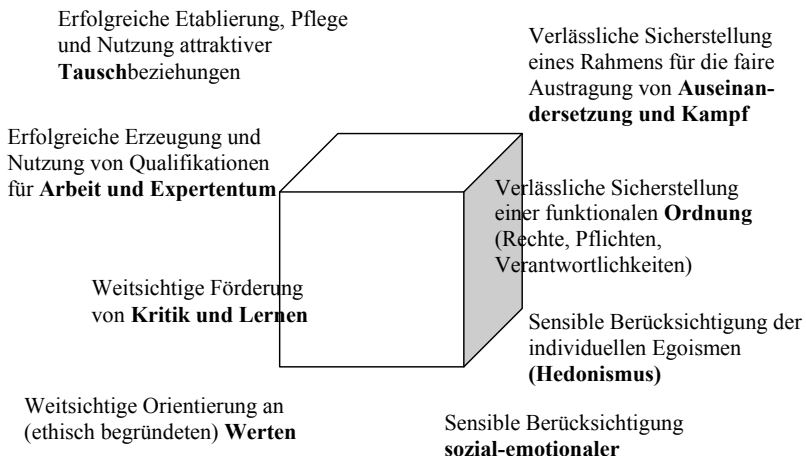 Erfolgreiche Etablierung, Pflege
und Nutzung attraktiver
Tauschbeziehungen
Verlässliche Sicherstellung
eines Rahmens für die faire
Austragung von Auseinan-
dersetzung und Kampf
Erfolgreiche Erzeugung und
Nutzung von Qualifikationen
für Arbeit und Expertentum
Verlässliche Sicherstellung
einer funktionalen Ordnung
(Rechte, Pflichten,
Verantwortlichkeiten)
Weitsichtige Förderung
von Kritik und Lernen
Sensible Berücksichtigung der
individuellen Egoismen
(Hedonismus)
Weitsichtige Orientierung an
(ethisch begründeten) Werten
Sensible Berücksichtigung
sozial-emotionaler